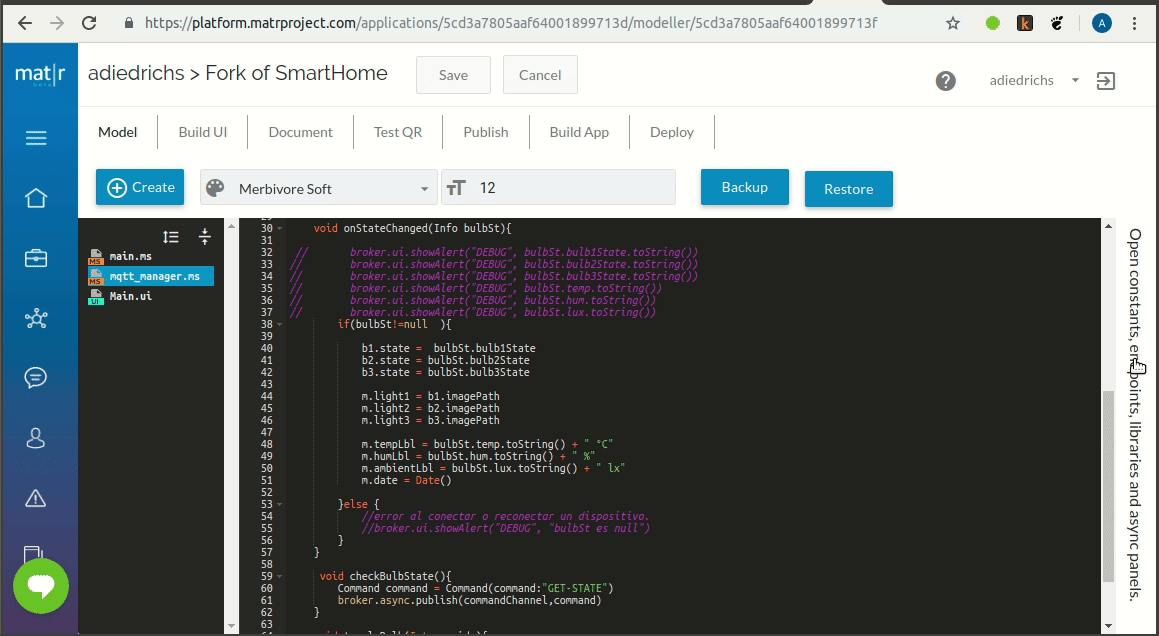 https://platform.matrproject.com/applications/5cd3a7805aaf64001899713d/modeller/5cd3a7805aaf64001899713f
k
A
mat|r
beta
adiedrichs > Fork of SmartHome
Save
Cancel
?
adiedrichs
Model
Build UI
Document
Test QR
Publish
Build App
Deploy
Create
Merbivore Soft
12
Backup
Restore
MS main.ms
MS mqtt_manager.ms
UI Main.ui
30 void onStateChanged(Info bulbSt){
31
32 // broker.ui.showAlert("DEBUG", bulbSt.bulb1State.toString())
33 // broker.ui.showAlert("DEBUG", bulbSt.bulb2State.toString())
34 // broker.ui.showAlert("DEBUG", bulbSt.bulb3State.toString())
35 // broker.ui.showAlert("DEBUG", bulbSt.temp.toString())
36 // broker.ui.showAlert("DEBUG", bulbSt.hum.toString())
37 // broker.ui.showAlert("DEBUG", bulbSt.lux.toString())
38 if(bulbSt!=null ){
39
40 b1.state = bulbSt.bulb1State
41 b2.state = bulbSt.bulb2State
42 b3.state = bulbSt.bulb3State
43
44 m.light1 = b1.imagePath
45 m.light2 = b2.imagePath
46 m.light3 = b3.imagePath
47
48 m.tempLbl = bulbSt.temp.toString() + " °C"
49 m.humLbl = bulbSt.hum.toString() + " %"
50 m.ambientLbl = bulbSt.lux.toString() + " lx"
51 m.date = Date()
52
53 }else {
54 //error al conectar o reconectar un dispositivo.
55 //broker.ui.showAlert("DEBUG", "bulbSt es null")
56 }
57 }
58
59 void checkBulbState(){
60 Command command = Command(command:"GET-STATE")
61 broker.async.publish(commandChannel,command)
62 }
63
Open constants, endpoints, libraries and async panels.